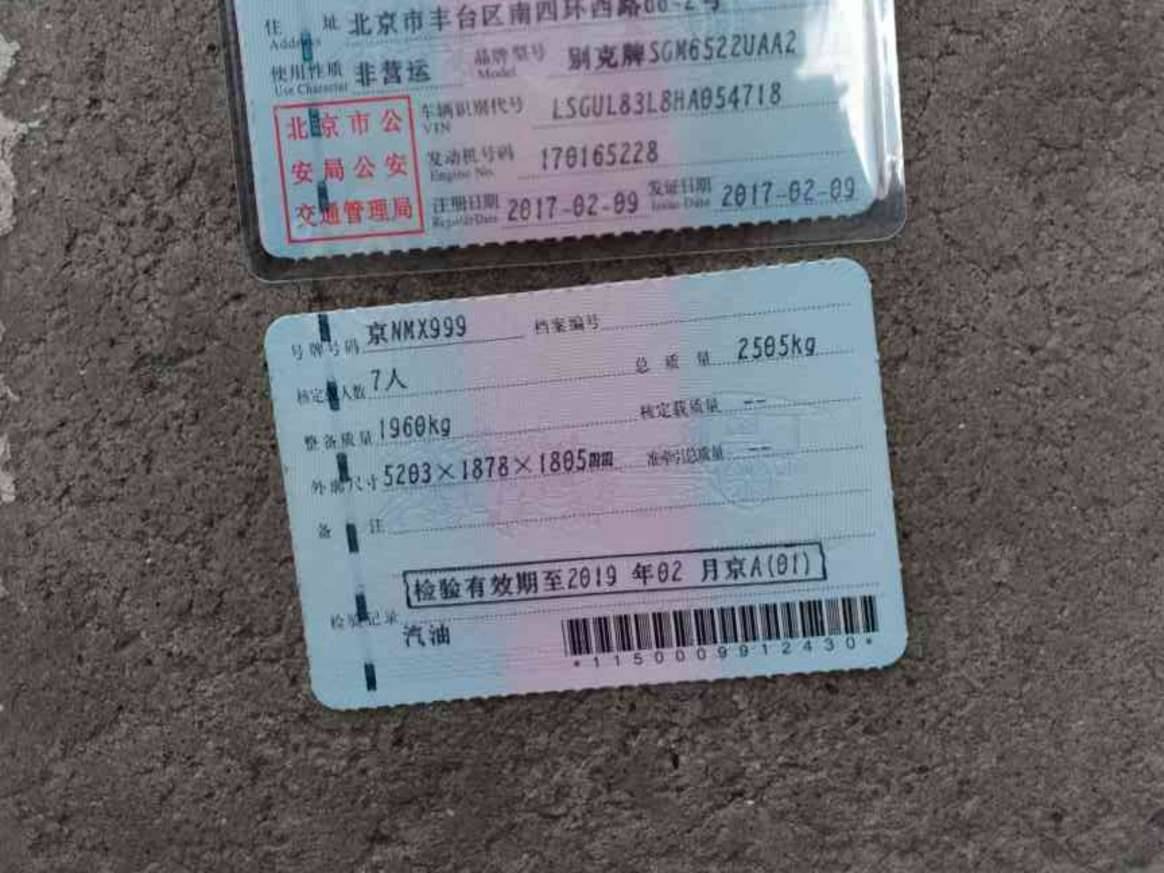 住 址 北京市丰台区南四环西路
Address
使用性质 非营运 品牌型号 别克牌SGM6522UAA2
Use Character Model
北京市公
安局公安
交通管理局
车辆识别代号 LSGUL83L8HA054718
VIN
发动机号码 170165228
Engine No.
注册日期 2017-02-09 发证日期 2017-02-09
Register Date Issue Date
号牌号码 京NMX999 档案编号
核定载人数 7人 总质量 2505kg
整备质量 1960kg 核定载质量 --
外廓尺寸 5203×1878×1805mm 准牵引总质量 --
备 注
检验有效期至2019 年02 月京A(01)
检验记录
汽油
*1150009912430*